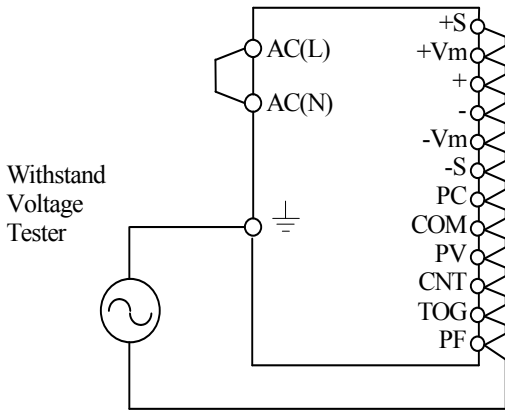 +S
AC(L)
+Vm
+
AC(N)
-
-Vm
Withstand
Voltage
Tester
-S
PC
COM
PV
CNT
TOG
PF